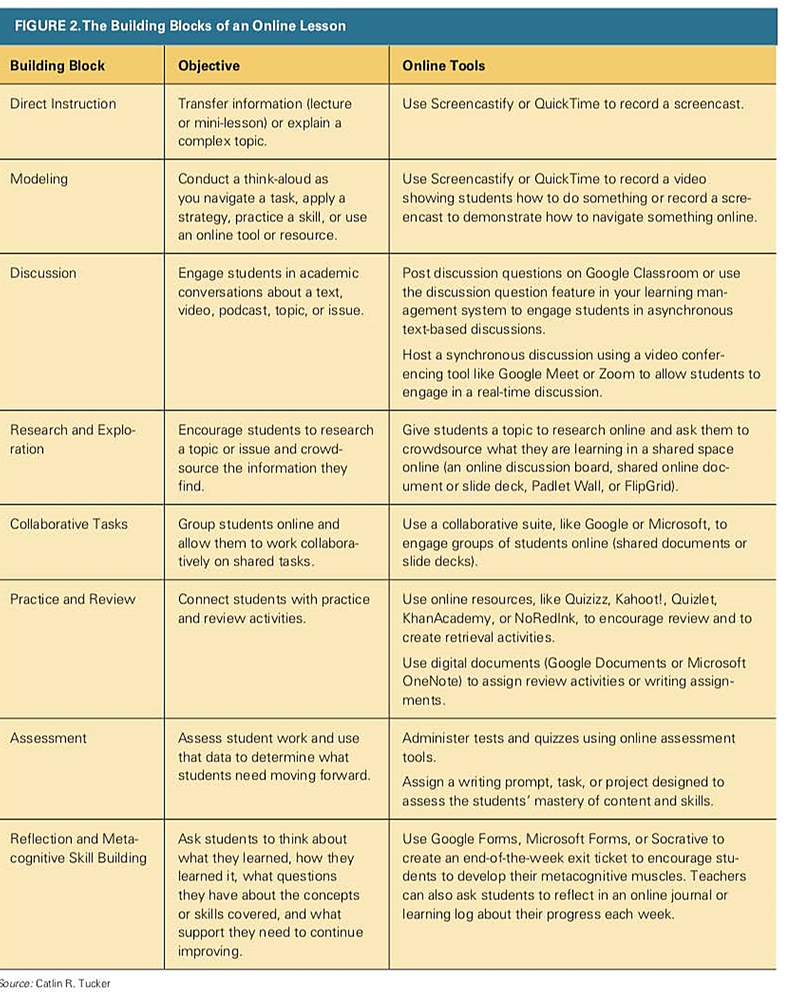 FIGURE 2. The Building Blocks of an Online Lesson
Building Block
Objective
Online Tools
Direct Instruction
Transfer information (lecture
or mini-lesson) or explain a
complex topic.
Use Screencastify or QuickTime to record a screencast.
Modeling
Conduct a think-aloud as
you navigate a task, apply a
strategy, practice a skill, or use
an online tool or resource.
Use Screencastify or QuickTime to record a video
showing students how to do something or record a scre-
encast to demonstrate how to navigate something online.
Discussion
Engage students in academic
conversations about a text,
video, podcast, topic, or issue.
Post discussion questions on Google Classroom or use
the discussion question feature in your learning man-
agement system to engage students in asynchronous
text-based discussions.
Host a synchronous discussion using a video confer-
encing tool like Google Meet or Zoom to allow students to
engage in a real-time discussion.
Research and Explo-
ration
Encourage students to research
a topic or issue and crowd-
source the information they
find.
Give students a topic to research online and ask them to
crowdsource what they are learning in a shared space
online (an online discussion board, shared online doc-
ument or slide deck, Padlet Wall, or FlipGrid).
Collaborative Tasks
Group students online and
allow them to work collabora-
tively on shared tasks.
Use a collaborative suite, like Google or Microsoft, to
engage groups of students online (shared documents or
slide decks).
Practice and Review
Connect students with practice
and review activities.
Use online resources, like Quizizz, Kahoot!, Quizlet,
KhanAcademy, or NoRedInk, to encourage review and to
create retrieval activities.
Use digital documents (Google Documents or Microsoft
OneNote) to assign review activities or writing assign-
ments.
Assessment
Assess student work and use
that data to determine what
students need moving forward.
Administer tests and quizzes using online assessment
tools.
Assign a writing prompt, task, or project designed to
assess the students' mastery of content and skills.
Reflection and Meta-
cognitive Skill Building
Ask students to think about
what they learned, how they
learned it, what questions
they have about the concepts
or skills covered, and what
support they need to continue
improving.
Use Google Forms, Microsoft Forms, or Socrative to
create an end-of-the-week exit ticket to encourage stu-
dents to develop their metacognitive muscles. Teachers
can also ask students to reflect in an online journal or
learning log about their progress each week.
Source: Catlin R. Tucker